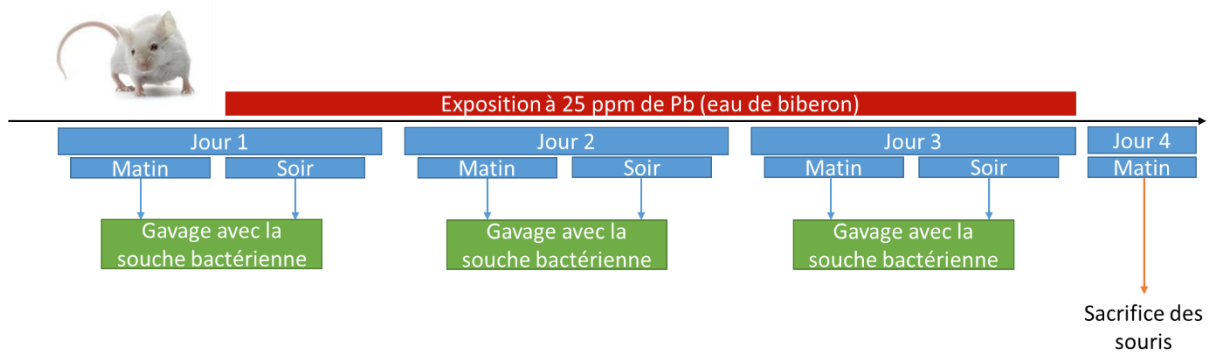 Exposition à 25 ppm de Pb (eau de biberon)
Jour 1
Jour 2
Jour 3
Jour 4
Matin
Soir
Matin
Soir
Matin
Soir
Matin
Gavage avec la
souche bactérienne
Gavage avec la
souche bactérienne
Gavage avec la
souche bactérienne
Sacrifice des
souris